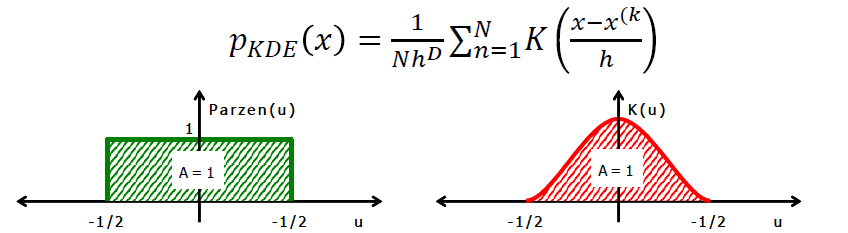 p_KDE(x) = 1/(Nh^D) ∑_{n=1}^{N} K((x−x^(k)/h)
Parzen(u)
1
A = 1
-1/2
-1/2
u
K(u)
A = 1
-1/2
-1/2
u